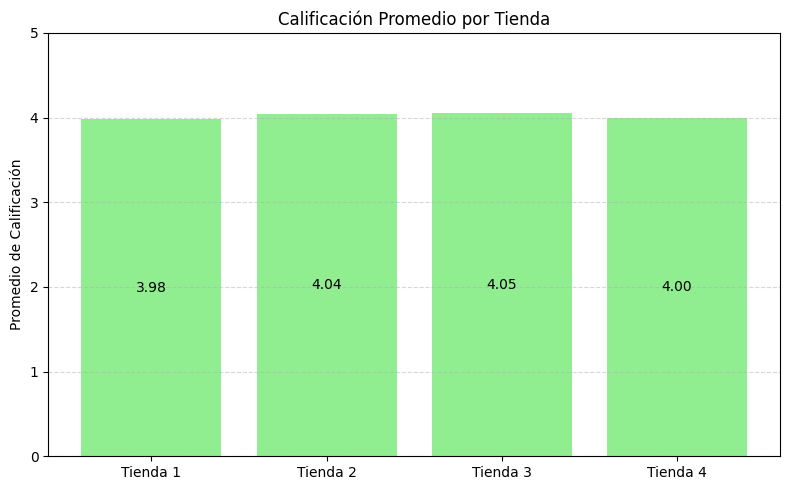 Calificación Promedio por Tienda
Promedio de Calificación
5
4
3
2
1
0
3.98
4.04
4.05
4.00
Tienda 1
Tienda 2
Tienda 3
Tienda 4